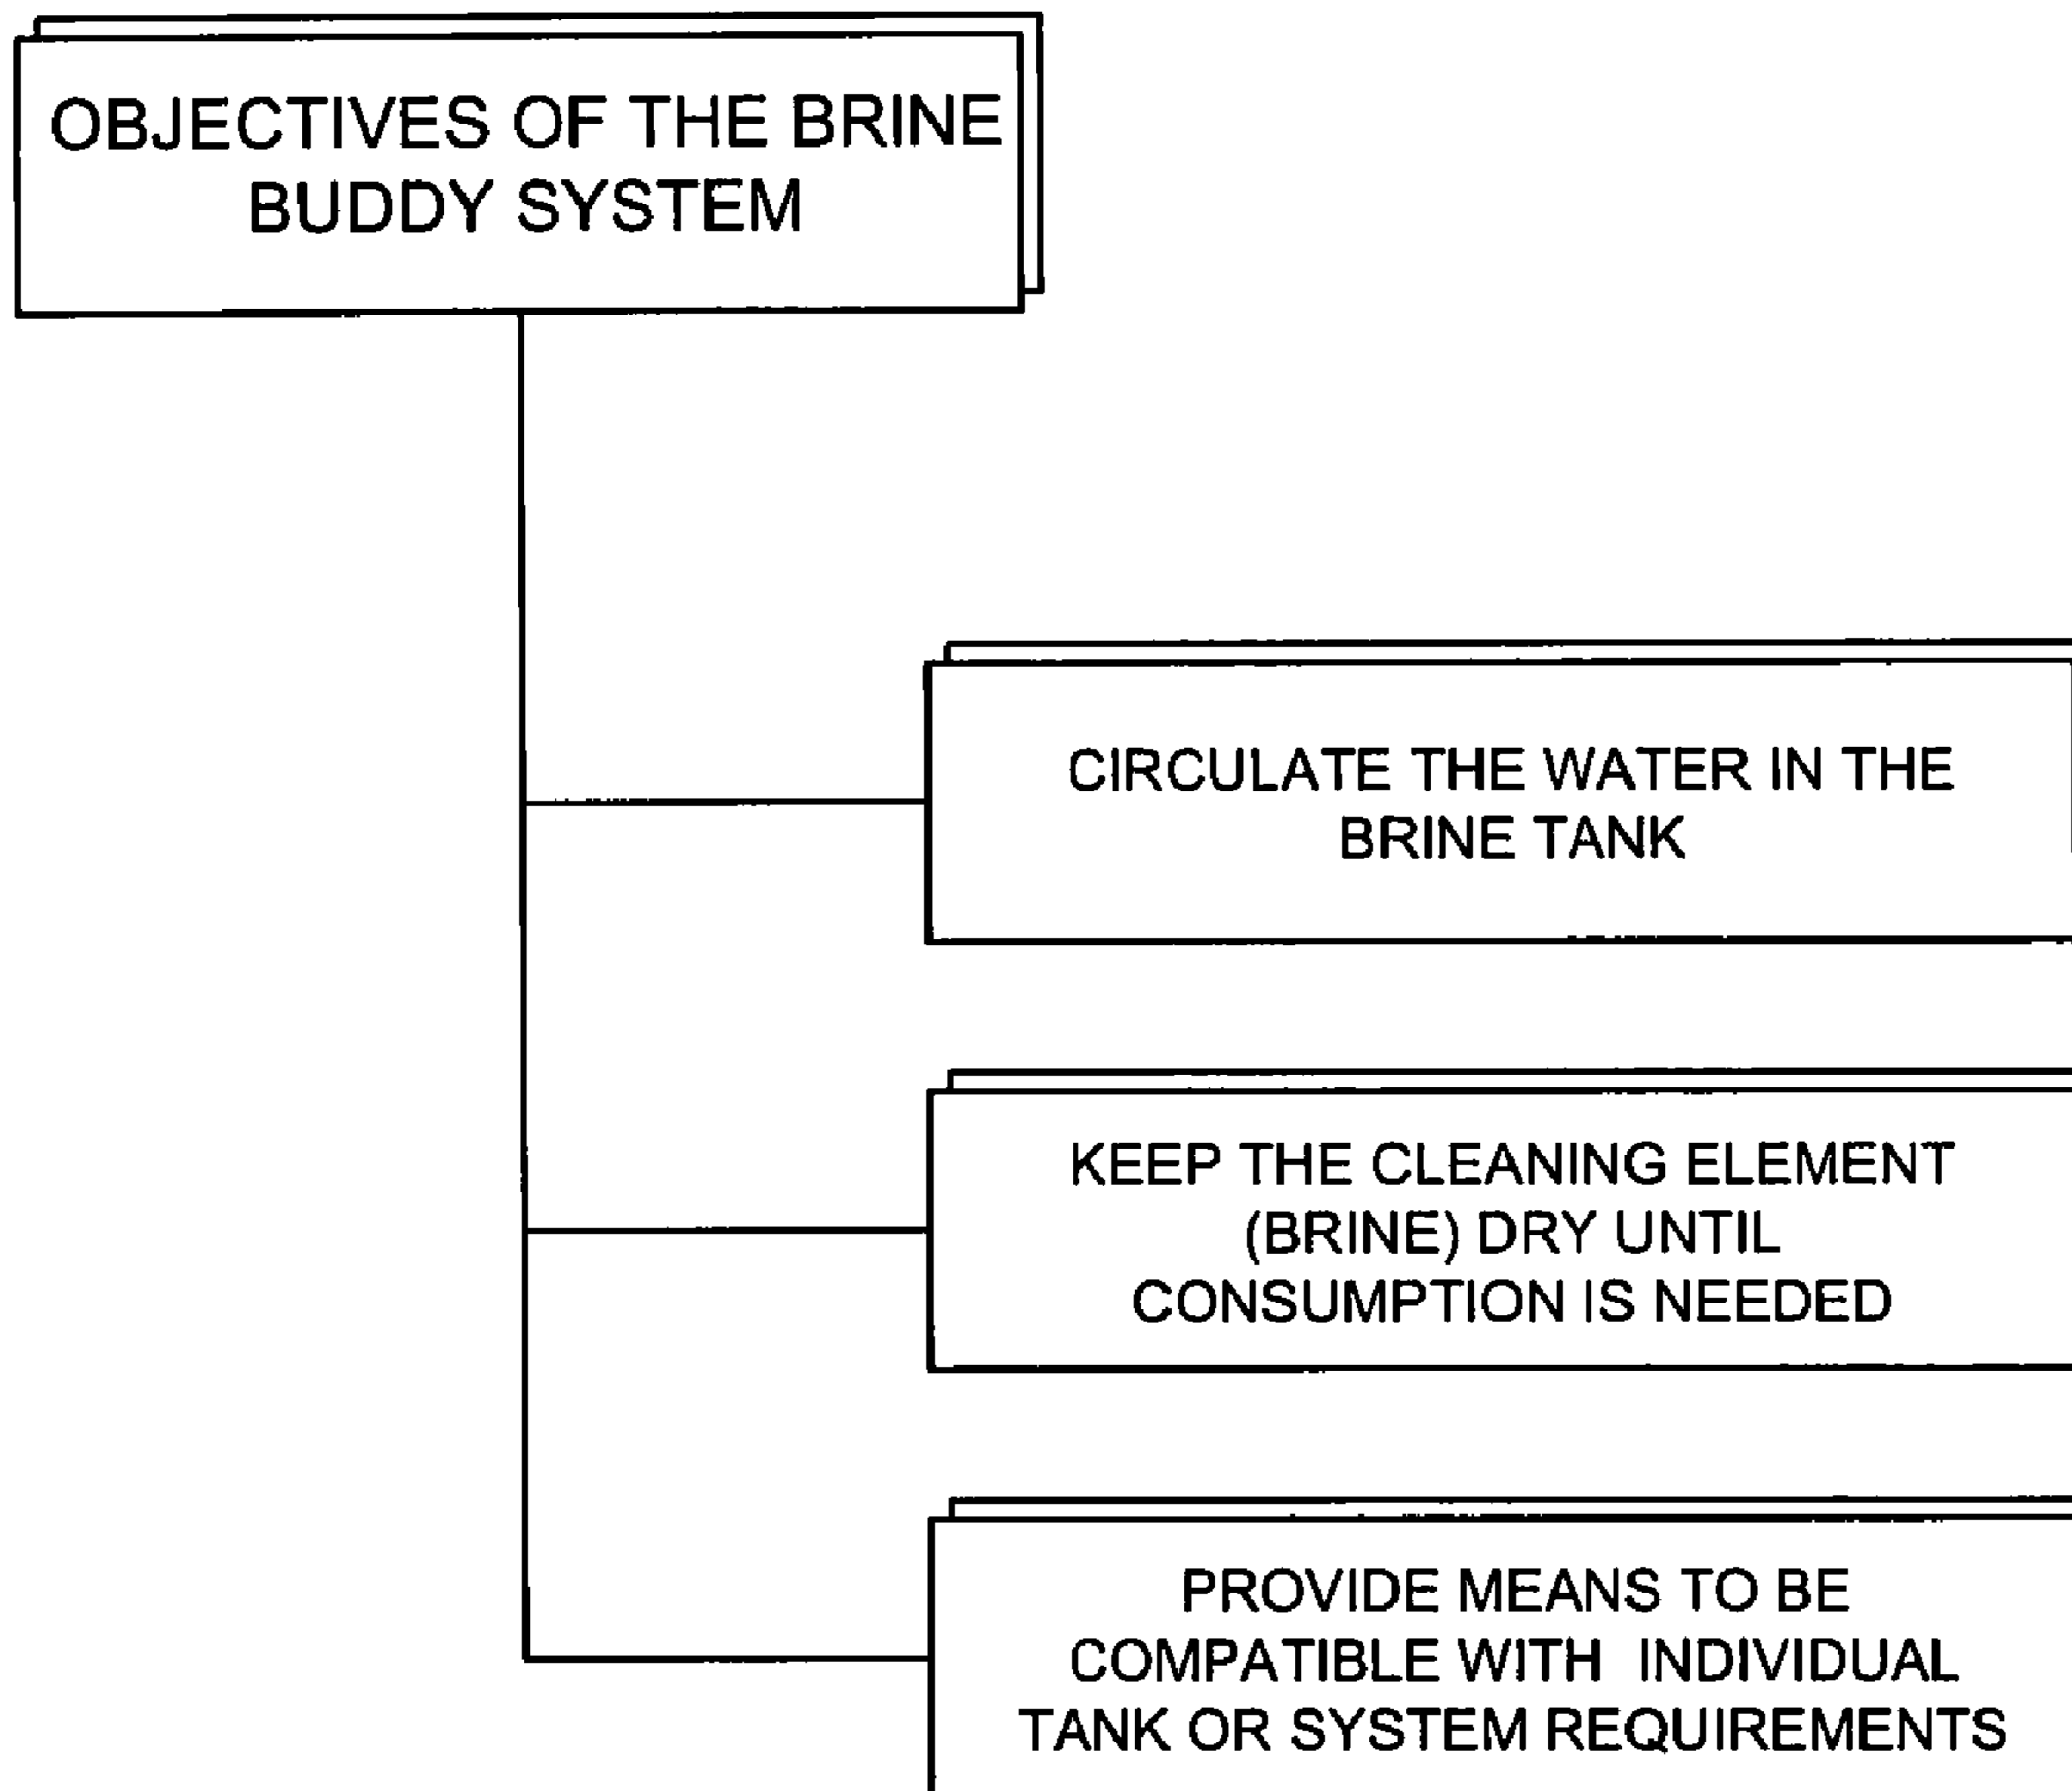 OBJECTIVES OF THE BRINE
BUDDY SYSTEM
CIRCULATE THE WATER IN THE
BRINE TANK
KEEP THE CLEANING ELEMENT
(BRINE) DRY UNTIL
CONSUMPTION IS NEEDED
PROVIDE MEANS TO BE
COMPATIBLE WITH INDIVIDUAL
TANK OR SYSTEM REQUIREMENTS